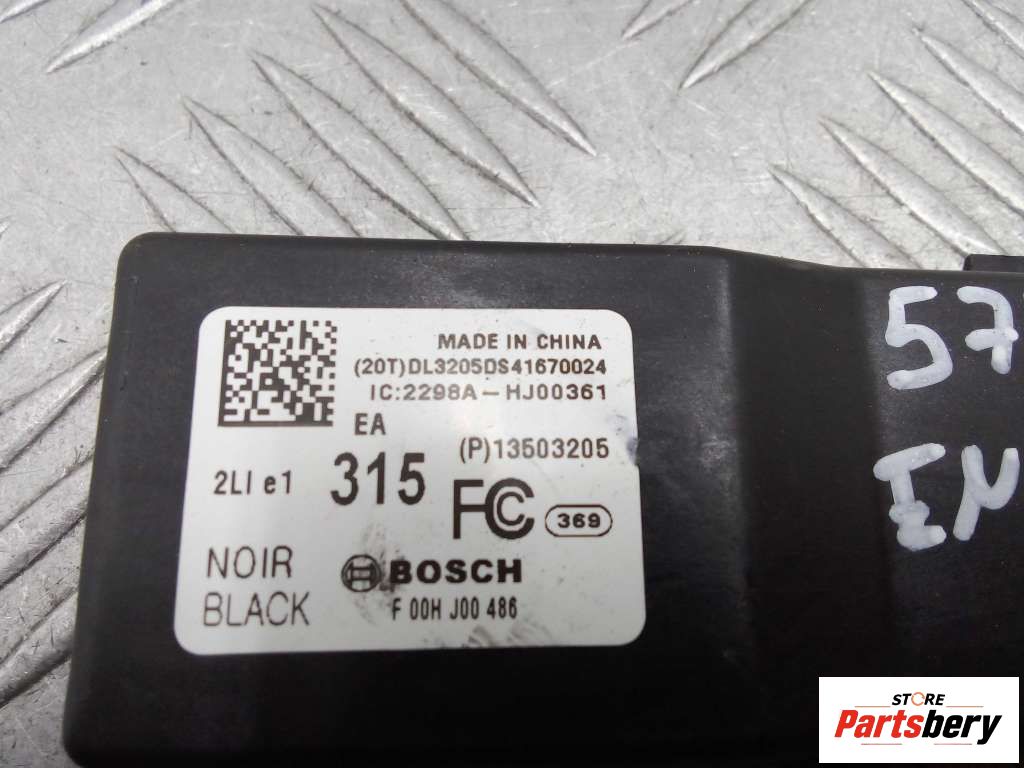 MADE IN CHINA
(20T)DL3205DS41670024
IC:2298A-HJ00361
EA
(P)13503205
2LI e1
315
FC
369
NOIR
BLACK
BOSCH
F 00H J00 486
57
STORE
Partsbery